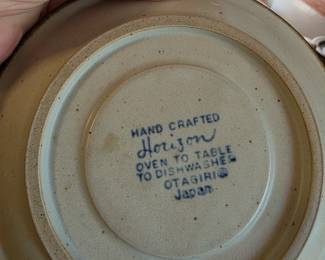 HAND CRAFTED
Horizon
OVEN TO TABLE
TO DISHWASHER
OTAGIRI®
Japan